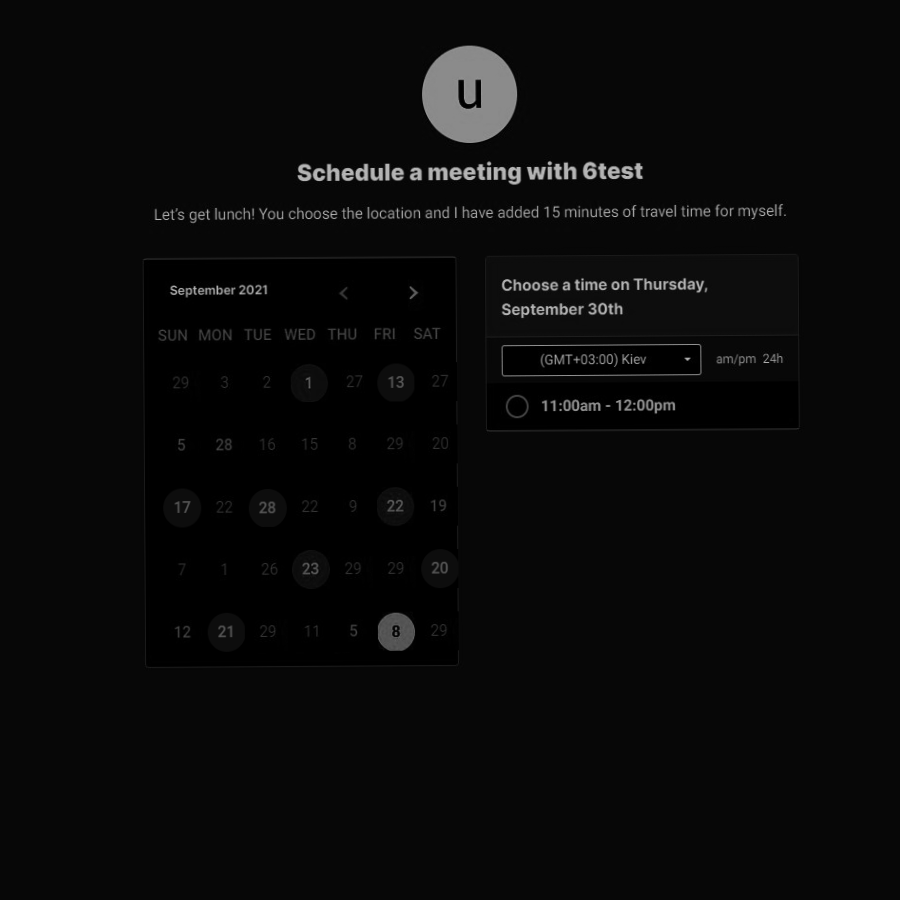 u
Schedule a meeting with 6test
Let's get lunch! You choose the location and I have added 15 minutes of travel time for myself.
September 2021
SUN MON TUE WED THU FRI SAT
29 3 2 1 27 13 27
5 28 16 15 8 29 20
17 22 28 22 9 22 19
7 1 26 23 29 29 20
12 21 29 11 5 8 29
Choose a time on Thursday,
September 30th
(GMT+03:00) Kiev am/pm 24h
11:00am - 12:00pm